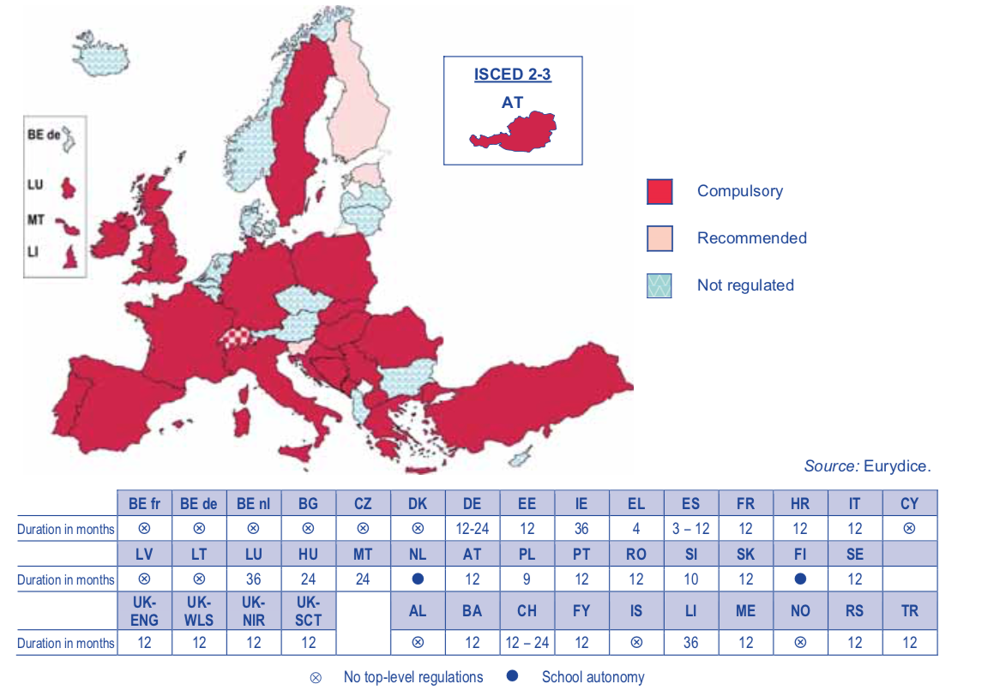 ISCED 2-3
AT
BE de
LU
MT
LI
Compulsory
Recommended
Not regulated
Source: Eurydice.
BE fr BE de BE nl BG CZ DK DE EE IE EL ES FR HR IT CY
Duration in months ⊗ ⊗ ⊗ ⊗ ⊗ ⊗ 12-24 12 36 4 3 – 12 12 12 12 ⊗
LV LT LU HU MT NL AT PL PT RO SI SK FI SE
Duration in months ⊗ ⊗ 36 24 24 ● 12 9 12 12 10 12 ● 12
UK-ENG UK-WLS UK-NIR UK-SCT AL BA CH FY IS LI ME NO RS TR
Duration in months 12 12 12 12 ⊗ 12 12 – 24 12 ⊗ 36 12 ⊗ 12 12
⊗ No top-level regulations ● School autonomy